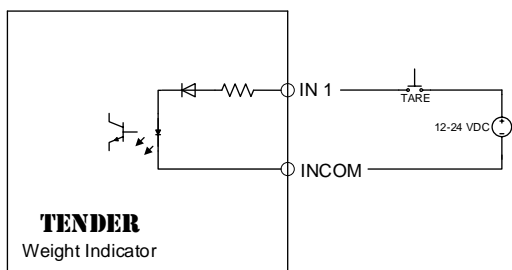 IN 1
TARE
12-24 VDC
+
-
INCOM
TENDER
Weight Indicator